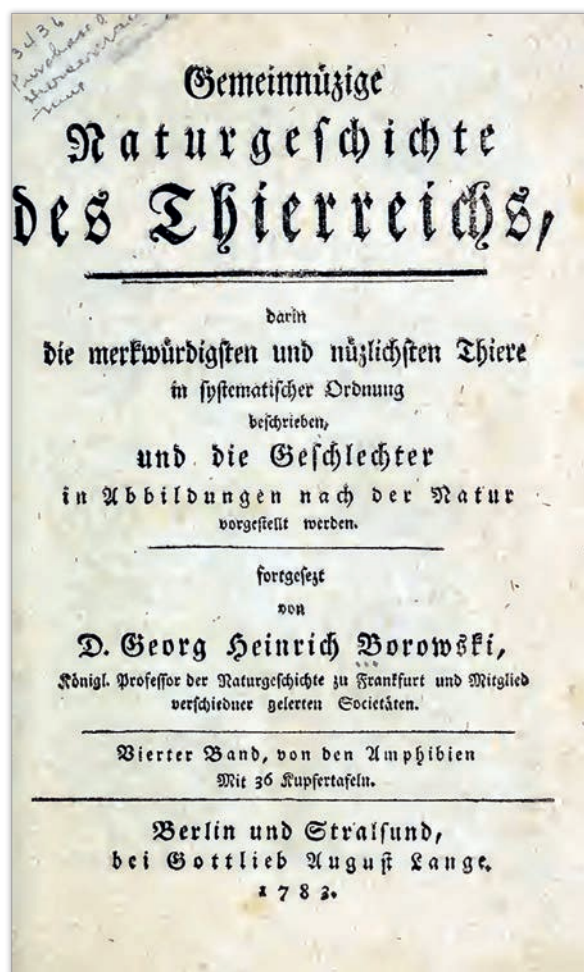 3436
Purchased
Gemeinnüzige
Naturgeschichte
des Thierreichs,
darin
die merkwürdigsten und nüzlichsten Thiere
in systematischer Ordnung
beschrieben,
und die Geschlechter
in Abbildungen nach der Natur
vorgestellt werden.
fortgesezt
von
D. Georg Heinrich Borowski,
Königl. Professor der Naturgeschichte zu Frankfurt und Mitglied
verschiedner gelerten Societäten.
Vierter Band, von den Amphibien
Mit 36 Kupfertafeln.
Berlin und Stralsund,
bei Gottlieb August Lange.
1783.